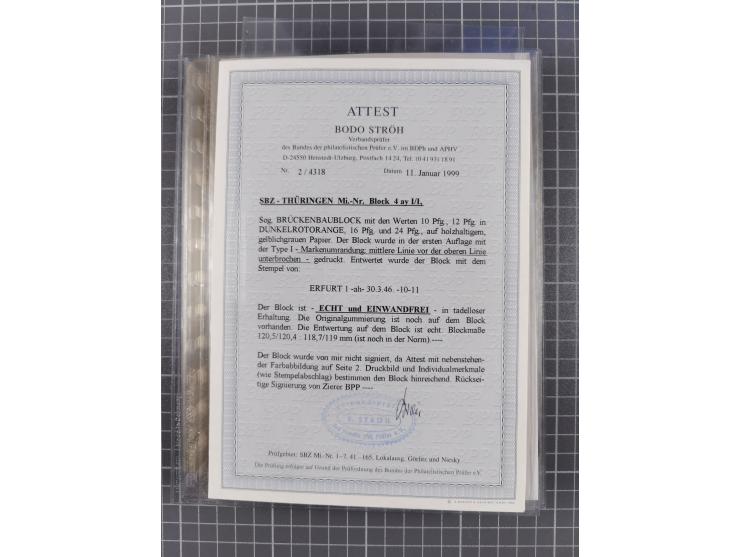 ATTEST
BODO STRÖH
Verbandsprüfer
des Bundes der philatelistischen Prüfer e.V. im BDPh und APHV
D-24550 Henstedt-Ulzburg, Postfach 14 24, Tel. 10 41 931 18 91
Nr. 2 / 4318 Datum 11. Januar 1999
SBZ - THÜRINGEN Mi.-Nr. Block 4 ay I/I,
Sog. BRÜCKENBAUBLOCK mit den Werten 10 Pfg., 12 Pfg. in
DUNKELROTORANGE, 16 Pfg. und 24 Pfg., auf holzhaltigem,
gelblichgrauen Papier. Der Block wurde in der ersten Auflage mit
der Type I - Markenumrandung: mittlere Linie vor der oberen Linie
unterbrochen - gedruckt. Entwertet wurde der Block mit dem
Stempel von:
ERFURT 1 -ah- 30.3.46. -10-11
Der Block ist - ECHT und EINWANDFREI - in tadelloser
Erhaltung. Die Originalgummierung ist noch auf dem Block
vorhanden. Die Entwertung auf dem Block ist echt. Blockmaße
120,5/120,4 : 118,7/119 mm (ist noch in der Norm).----
Der Block wurde von mir nicht signiert, da Attest mit nebenstehen-
der Farbabbildung auf Seite 2. Druckbild und Individualmerkmale
(wie Stempelabschlag) bestimmen den Block hinreichend. Rücksei-
tige Signierung von Zierer BPP ----
B. STRÖH
Prüfgebiet: SBZ Mi.-Nr. 1-7, 41-165, Lokalausg. Görlitz und Niesky
Die Prüfung erfolgte auf Grund der Prüfordnung des Bundes der Philatelistischen Prüfer e.V.